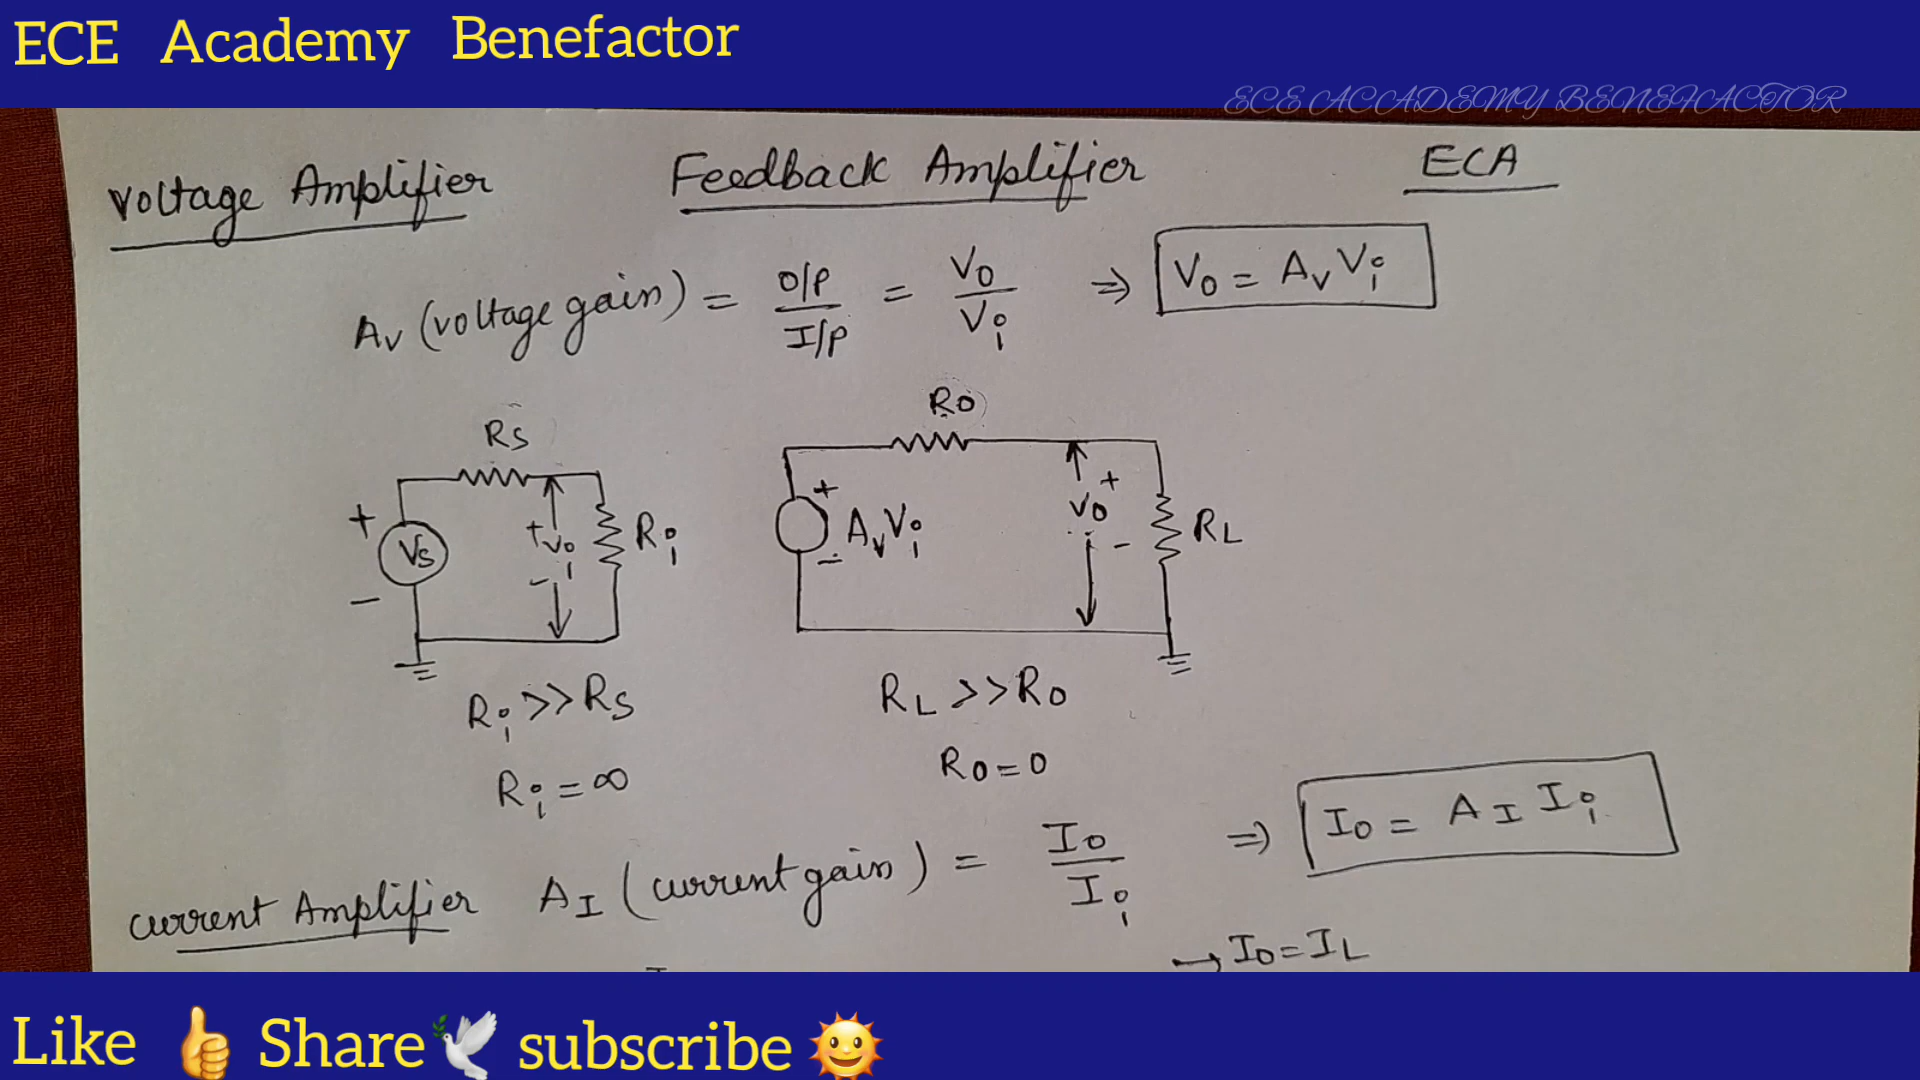 ECE Academy Benefactor
ECE ACCADEMY BENEFACTOR
Voltage Amplifier Feedback Amplifier ECA
Av (voltage gain) = O/P / I/P = Vo / Vi ⇒ Vo = Av Vi
Rs Ro
+ Vs − + Vi − Ri + − AvVi + Vo − RL
Ri >> Rs RL >> Ro
Ri = ∞ Ro = 0
current Amplifier AI (current gain) = Io / Ii ⇒ Io = AI Ii
→ Io = IL
Like 👍 Share 🕊 subscribe 🌞